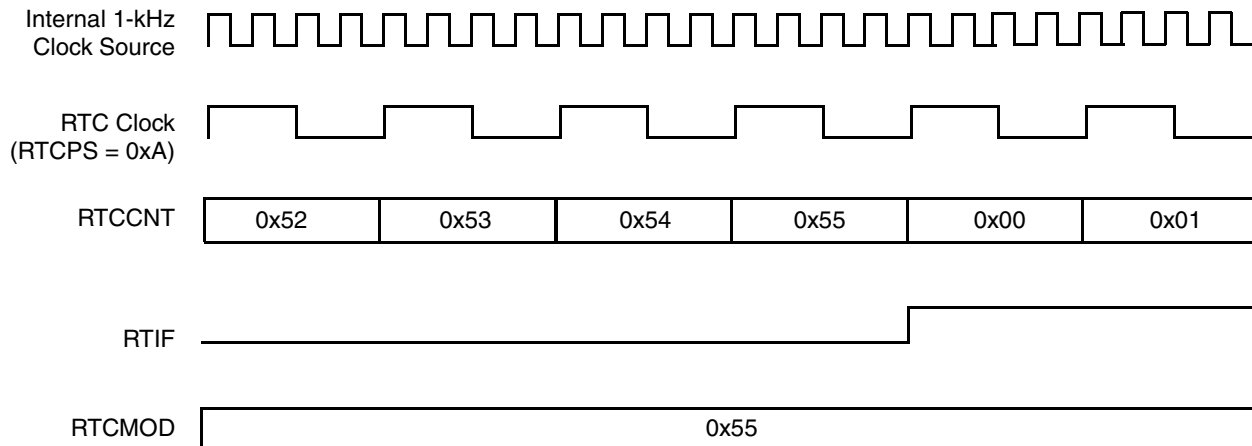 Internal 1-kHz
Clock Source
RTC Clock
(RTCPS = 0xA)
RTCCNT 0x52 0x53 0x54 0x55 0x00 0x01
RTIF
RTCMOD 0x55